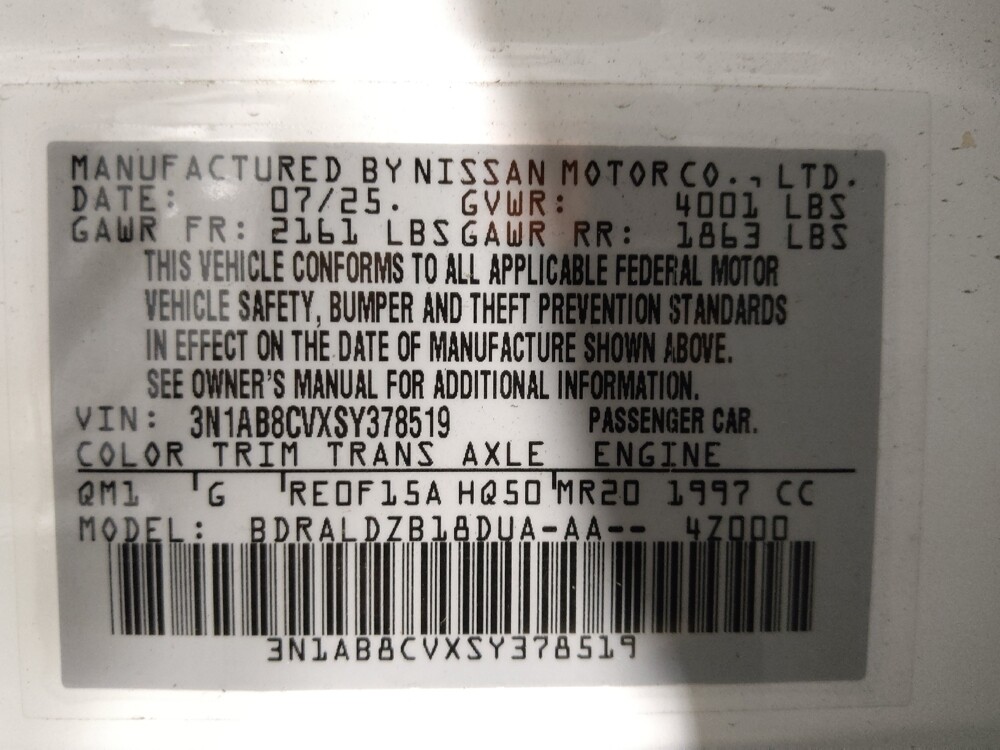 MANUFACTURED BY NISSAN MOTOR CO., LTD.
DATE: 07/25. GVWR: 4001 LBS
GAWR FR: 2161 LBS GAWR RR: 1863 LBS
THIS VEHICLE CONFORMS TO ALL APPLICABLE FEDERAL MOTOR
VEHICLE SAFETY, BUMPER AND THEFT PREVENTION STANDARDS
IN EFFECT ON THE DATE OF MANUFACTURE SHOWN ABOVE.
SEE OWNER'S MANUAL FOR ADDITIONAL INFORMATION.
VIN: 3N1AB8CVXSY378519 PASSENGER CAR.
COLOR TRIM TRANS AXLE ENGINE
QM1 G RE0F15A HQ50 MR20 1997 CC
MODEL: BDRALDZB18DUA-AA-- 4Z000
3N1AB8CVXSY378519